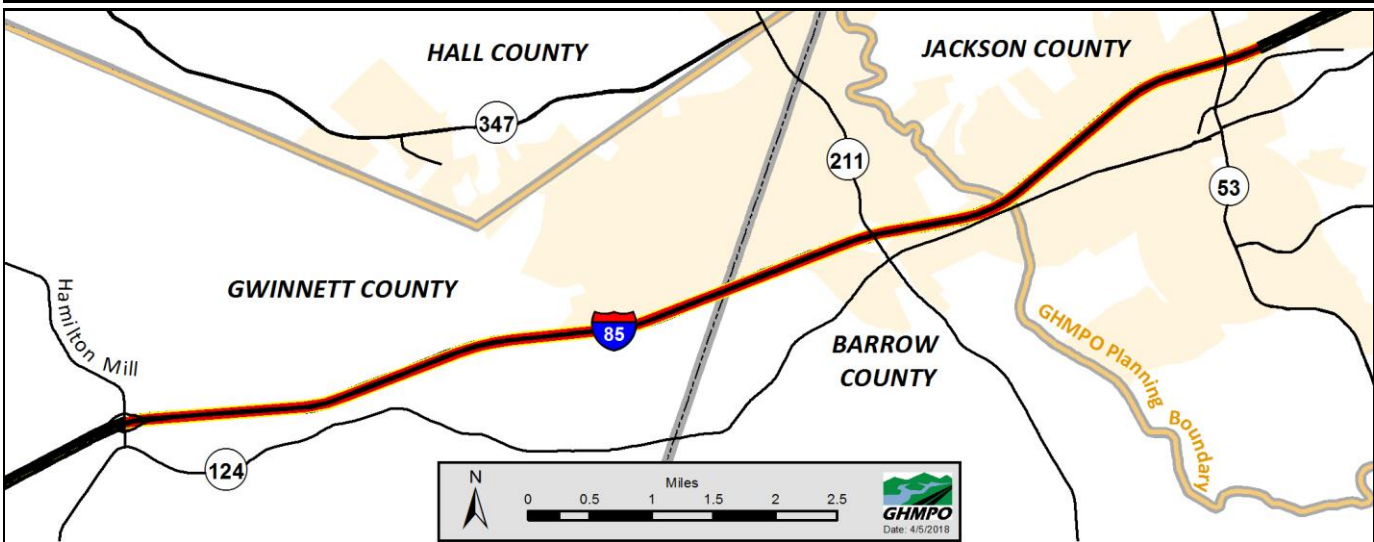 HALL COUNTY
JACKSON COUNTY
347
211
53
GWINNETT COUNTY
Hamilton Mill
85
BARROW
COUNTY
GHMPO Planning Boundary
124
N
Miles
0 0.5 1 1.5 2 2.5
GHMPO
Date: 4/5/2018